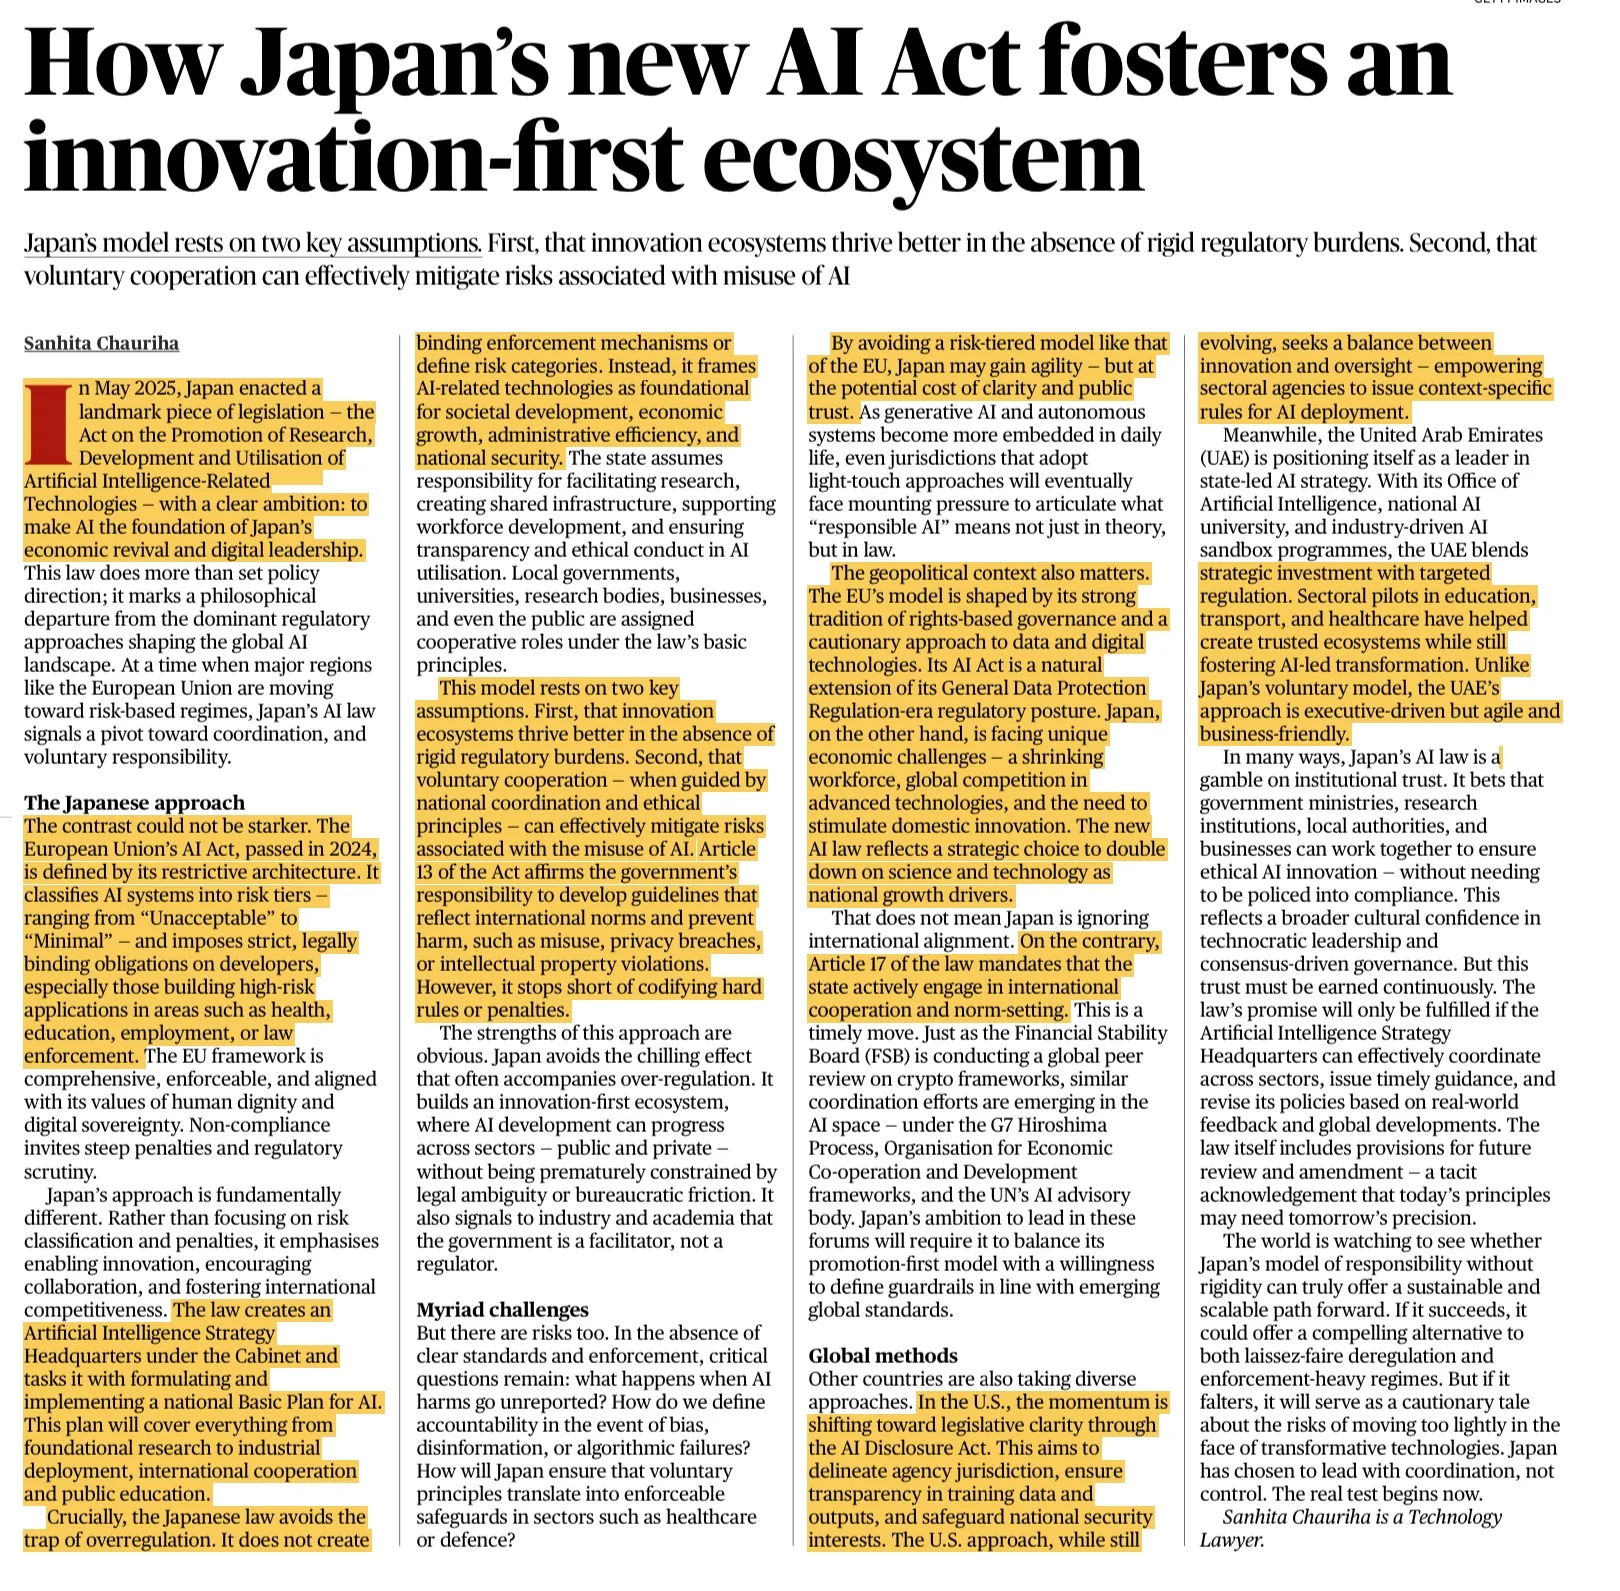 GETTY IMAGES
How Japan’s new AI Act fosters an
innovation-first ecosystem
Japan’s model rests on two key assumptions. First, that innovation ecosystems thrive better in the absence of rigid regulatory burdens. Second, that
voluntary cooperation can effectively mitigate risks associated with misuse of AI
Sanhita Chauriha
In May 2025, Japan enacted a
landmark piece of legislation – the
Act on the Promotion of Research,
Development and Utilisation of
Artificial Intelligence-Related
Technologies – with a clear ambition: to
make AI the foundation of Japan’s
economic revival and digital leadership.
This law does more than set policy
direction; it marks a philosophical
departure from the dominant regulatory
approaches shaping the global AI
landscape. At a time when major regions
like the European Union are moving
toward risk-based regimes, Japan’s AI law
signals a pivot toward coordination, and
voluntary responsibility.
The Japanese approach
The contrast could not be starker. The
European Union’s AI Act, passed in 2024,
is defined by its restrictive architecture. It
classifies AI systems into risk tiers –
ranging from “Unacceptable” to
“Minimal” – and imposes strict, legally
binding obligations on developers,
especially those building high-risk
applications in areas such as health,
education, employment, or law
enforcement. The EU framework is
comprehensive, enforceable, and aligned
with its values of human dignity and
digital sovereignty. Non-compliance
invites steep penalties and regulatory
scrutiny.
Japan’s approach is fundamentally
different. Rather than focusing on risk
classification and penalties, it emphasises
enabling innovation, encouraging
collaboration, and fostering international
competitiveness. The law creates an
Artificial Intelligence Strategy
Headquarters under the Cabinet and
tasks it with formulating and
implementing a national Basic Plan for AI.
This plan will cover everything from
foundational research to industrial
deployment, international cooperation
and public education.
Crucially, the Japanese law avoids the
trap of overregulation. It does not create
binding enforcement mechanisms or
define risk categories. Instead, it frames
AI-related technologies as foundational
for societal development, economic
growth, administrative efficiency, and
national security. The state assumes
responsibility for facilitating research,
creating shared infrastructure, supporting
workforce development, and ensuring
transparency and ethical conduct in AI
utilisation. Local governments,
universities, research bodies, businesses,
and even the public are assigned
cooperative roles under the law’s basic
principles.
This model rests on two key
assumptions. First, that innovation
ecosystems thrive better in the absence of
rigid regulatory burdens. Second, that
voluntary cooperation – when guided by
national coordination and ethical
principles – can effectively mitigate risks
associated with the misuse of AI. Article
13 of the Act affirms the government’s
responsibility to develop guidelines that
reflect international norms and prevent
harm, such as misuse, privacy breaches,
or intellectual property violations.
However, it stops short of codifying hard
rules or penalties.
The strengths of this approach are
obvious. Japan avoids the chilling effect
that often accompanies over-regulation. It
builds an innovation-first ecosystem,
where AI development can progress
across sectors – public and private –
without being prematurely constrained by
legal ambiguity or bureaucratic friction. It
also signals to industry and academia that
the government is a facilitator, not a
regulator.
Myriad challenges
But there are risks too. In the absence of
clear standards and enforcement, critical
questions remain: what happens when AI
harms go unreported? How do we define
accountability in the event of bias,
disinformation, or algorithmic failures?
How will Japan ensure that voluntary
principles translate into enforceable
safeguards in sectors such as healthcare
or defence?
By avoiding a risk-tiered model like that
of the EU, Japan may gain agility – but at
the potential cost of clarity and public
trust. As generative AI and autonomous
systems become more embedded in daily
life, even jurisdictions that adopt
light-touch approaches will eventually
face mounting pressure to articulate what
“responsible AI” means not just in theory,
but in law.
The geopolitical context also matters.
The EU’s model is shaped by its strong
tradition of rights-based governance and a
cautionary approach to data and digital
technologies. Its AI Act is a natural
extension of its General Data Protection
Regulation-era regulatory posture. Japan,
on the other hand, is facing unique
economic challenges – a shrinking
workforce, global competition in
advanced technologies, and the need to
stimulate domestic innovation. The new
AI law reflects a strategic choice to double
down on science and technology as
national growth drivers.
That does not mean Japan is ignoring
international alignment. On the contrary,
Article 17 of the law mandates that the
state actively engage in international
cooperation and norm-setting. This is a
timely move. Just as the Financial Stability
Board (FSB) is conducting a global peer
review on crypto frameworks, similar
coordination efforts are emerging in the
AI space – under the G7 Hiroshima
Process, Organisation for Economic
Co-operation and Development
frameworks, and the UN’s AI advisory
body. Japan’s ambition to lead in these
forums will require it to balance its
promotion-first model with a willingness
to define guardrails in line with emerging
global standards.
Global methods
Other countries are also taking diverse
approaches. In the U.S., the momentum is
shifting toward legislative clarity through
the AI Disclosure Act. This aims to
delineate agency jurisdiction, ensure
transparency in training data and
outputs, and safeguard national security
interests. The U.S. approach, while still
evolving, seeks a balance between
innovation and oversight – empowering
sectoral agencies to issue context-specific
rules for AI deployment.
Meanwhile, the United Arab Emirates
(UAE) is positioning itself as a leader in
state-led AI strategy. With its Office of
Artificial Intelligence, national AI
university, and industry-driven AI
sandbox programmes, the UAE blends
strategic investment with targeted
regulation. Sectoral pilots in education,
transport, and healthcare have helped
create trusted ecosystems while still
fostering AI-led transformation. Unlike
Japan’s voluntary model, the UAE’s
approach is executive-driven but agile and
business-friendly.
In many ways, Japan’s AI law is a
gamble on institutional trust. It bets that
government ministries, research
institutions, local authorities, and
businesses can work together to ensure
ethical AI innovation – without needing
to be policed into compliance. This
reflects a broader cultural confidence in
technocratic leadership and
consensus-driven governance. But this
trust must be earned continuously. The
law’s promise will only be fulfilled if the
Artificial Intelligence Strategy
Headquarters can effectively coordinate
across sectors, issue timely guidance, and
revise its policies based on real-world
feedback and global developments. The
law itself includes provisions for future
review and amendment – a tacit
acknowledgement that today’s principles
may need tomorrow’s precision.
The world is watching to see whether
Japan’s model of responsibility without
rigidity can truly offer a sustainable and
scalable path forward. If it succeeds, it
could offer a compelling alternative to
both laissez-faire deregulation and
enforcement-heavy regimes. But if it
falters, it will serve as a cautionary tale
about the risks of moving too lightly in the
face of transformative technologies. Japan
has chosen to lead with coordination, not
control. The real test begins now.
Sanhita Chauriha is a Technology
Lawyer.